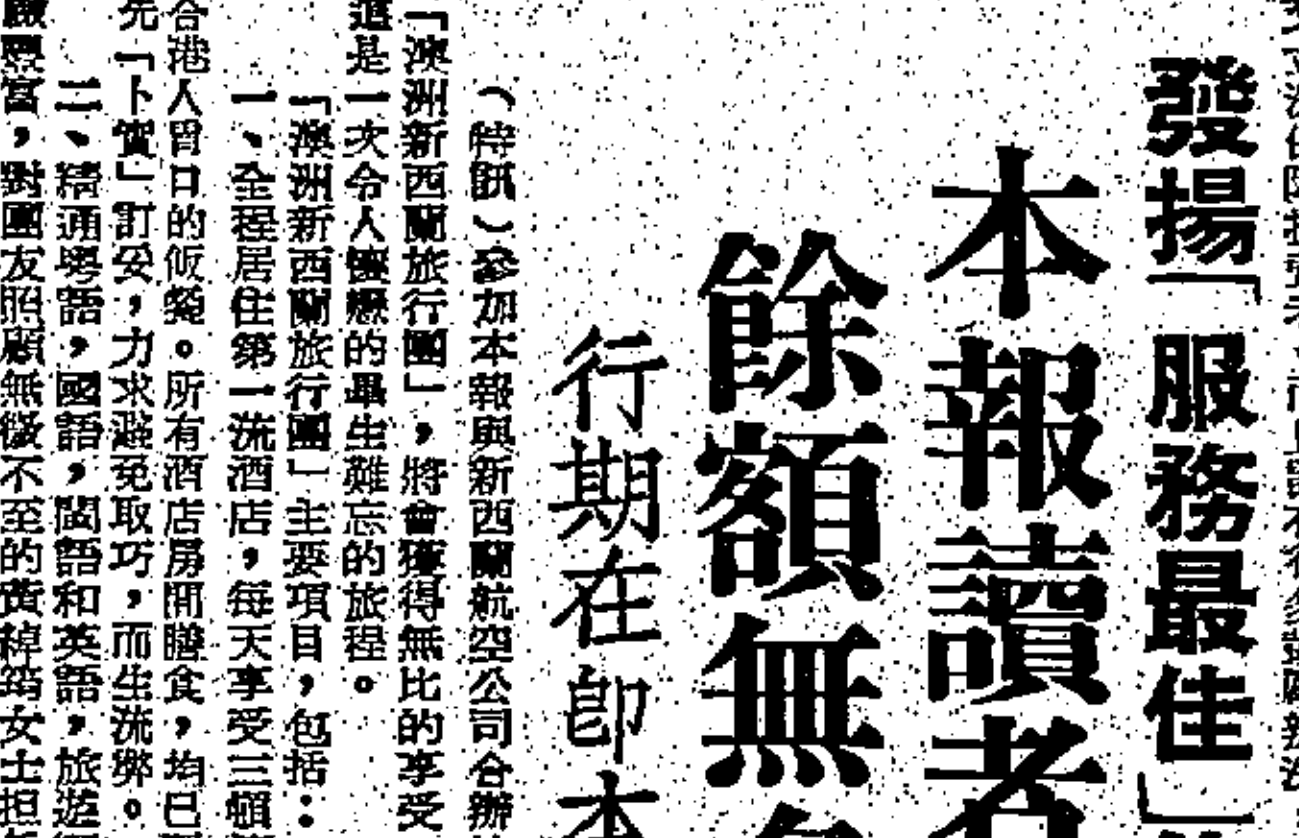 發揚「服務最佳」
本報讀者
餘額無
行期在卽本
（特訊）參加本報與新西蘭航空公司合辦
「澳洲新西蘭旅行團」，將會獲得無比的享受
這是一次令人懷戀的畢生難忘的旅程。
「澳洲新西蘭旅行團」主要項目，包括：
一、全程居住第一流酒店，每天享受三頓
合港人胃口的飯餐。所有酒店房間膳食，均已
先「卜實」訂妥，力求避免取巧，而生流弊。
二、精通粵語，國語，閩語和英語，旅遊
富，對團友照顧無微不至的黃綽筠女士担